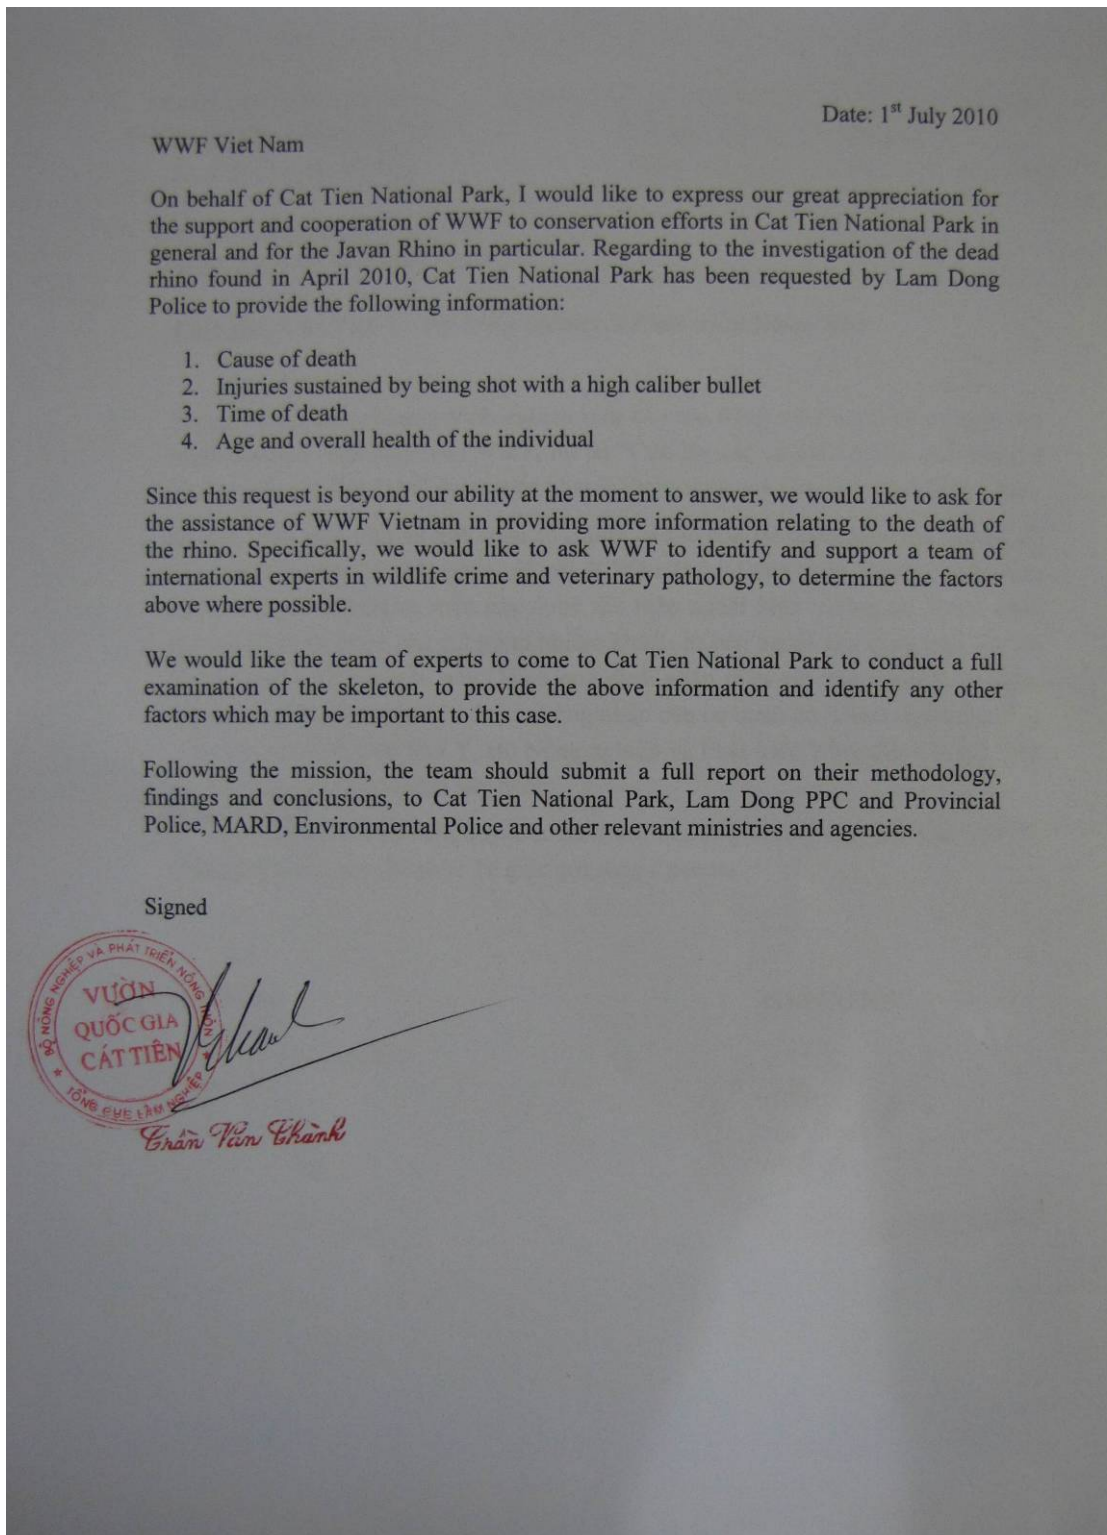 Date: 1st July 2010
WWF Viet Nam
On behalf of Cat Tien National Park, I would like to express our great appreciation for
the support and cooperation of WWF to conservation efforts in Cat Tien National Park in
general and for the Javan Rhino in particular. Regarding to the investigation of the dead
rhino found in April 2010, Cat Tien National Park has been requested by Lam Dong
Police to provide the following information:
1. Cause of death
2. Injuries sustained by being shot with a high caliber bullet
3. Time of death
4. Age and overall health of the individual
Since this request is beyond our ability at the moment to answer, we would like to ask for
the assistance of WWF Vietnam in providing more information relating to the death of
the rhino. Specifically, we would like to ask WWF to identify and support a team of
international experts in wildlife crime and veterinary pathology, to determine the factors
above where possible.
We would like the team of experts to come to Cat Tien National Park to conduct a full
examination of the skeleton, to provide the above information and identify any other
factors which may be important to this case.
Following the mission, the team should submit a full report on their methodology,
findings and conclusions, to Cat Tien National Park, Lam Dong PPC and Provincial
Police, MARD, Environmental Police and other relevant ministries and agencies.
Signed
BỘ NÔNG NGHIỆP VÀ PHÁT TRIỂN NÔNG THÔN
VƯỜN
QUỐC GIA
CÁT TIÊN
TỔNG CỤC LÂM NGHIỆP
Trần Văn Thành